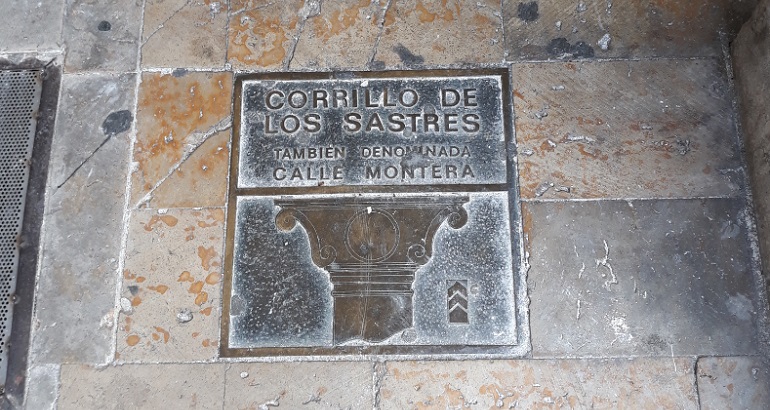 CORRILLO DE
LOS SASTRES
TAMBIÉN DENOMINADA
CALLE MONTERA